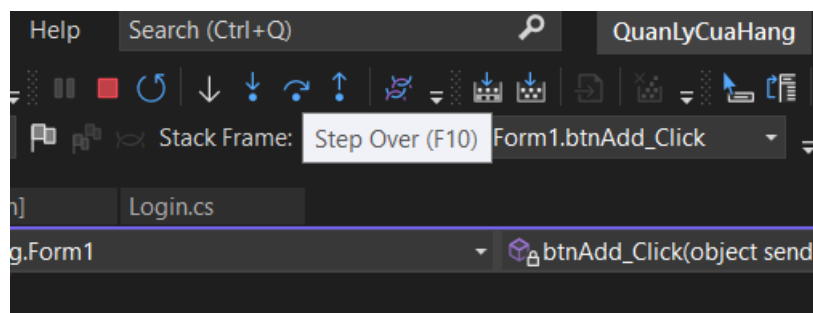 Help Search (Ctrl+Q) QuanLyCuaHang
Stack Frame: Step Over (F10) Form1.btnAdd_Click
n] Login.cs
g.Form1 btnAdd_Click(object send